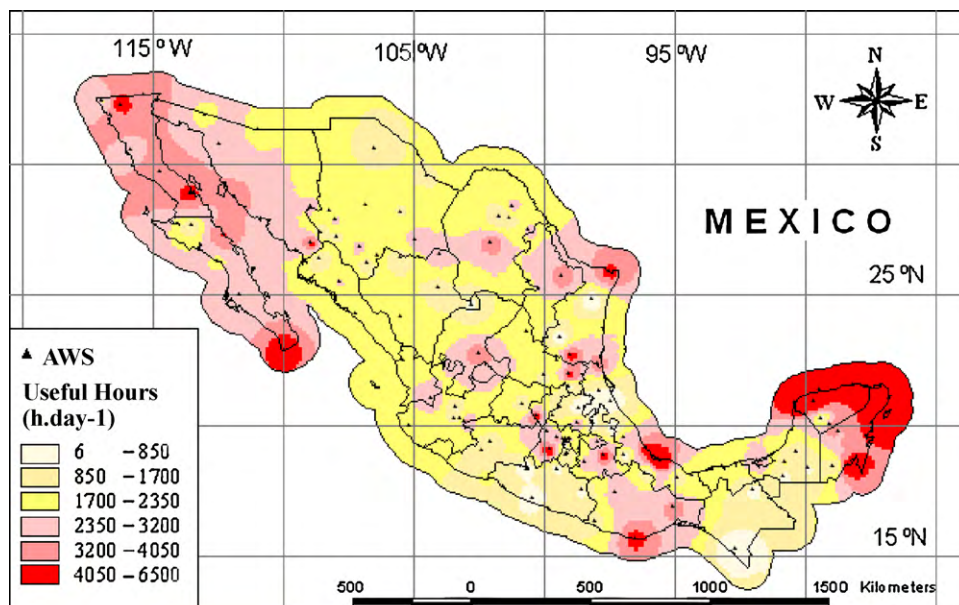 115 ºW
105 ºW
95 ºW
N
W
E
S
MEXICO
25 ºN
15 ºN
▲ AWS
Useful Hours
(h.day-1)
6 – 850
850 – 1700
1700 – 2350
2350 – 3200
3200 – 4050
4050 – 6500
500 0 500 1000 1500 Kilometers